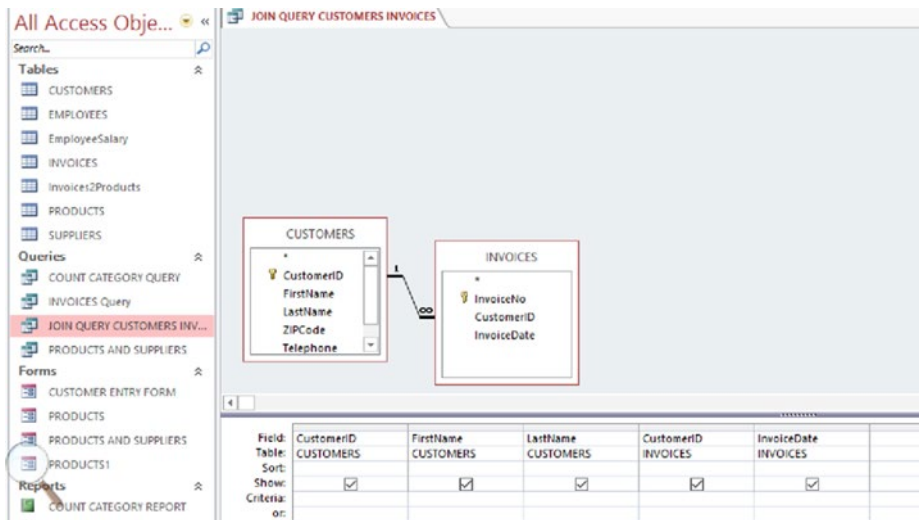 All Access Obje...
Search...
Tables
CUSTOMERS
EMPLOYEES
EmployeeSalary
INVOICES
Invoices2Products
PRODUCTS
SUPPLIERS
Queries
COUNT CATEGORY QUERY
INVOICES Query
JOIN QUERY CUSTOMERS INV...
PRODUCTS AND SUPPLIERS
Forms
CUSTOMER ENTRY FORM
PRODUCTS
PRODUCTS AND SUPPLIERS
PRODUCTS1
Reports
COUNT CATEGORY REPORT
JOIN QUERY CUSTOMERS INVOICES
CUSTOMERS
*
CustomerID
FirstName
LastName
ZIPCode
Telephone
1
∞
INVOICES
*
InvoiceNo
CustomerID
InvoiceDate
Field: CustomerID FirstName LastName CustomerID InvoiceDate
Table: CUSTOMERS CUSTOMERS CUSTOMERS INVOICES INVOICES
Sort:
Show:
Criteria:
or: